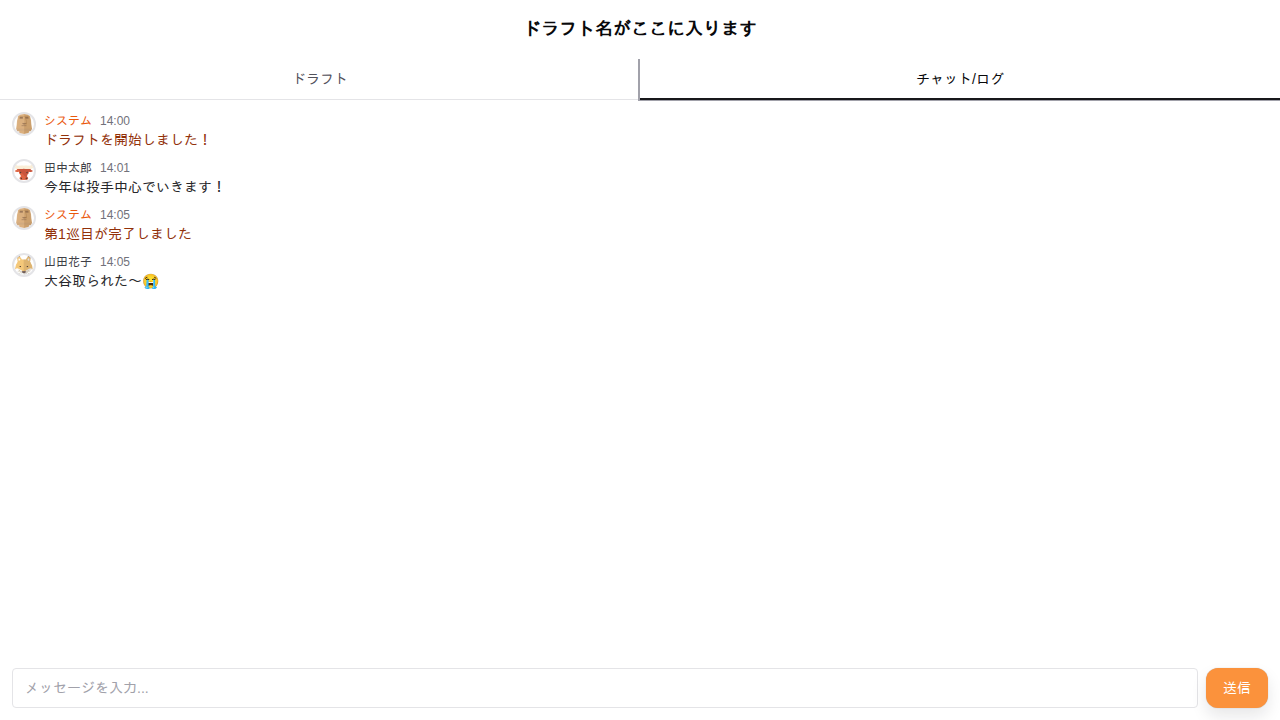 ドラフト名がここに入ります
ドラフト
チャット/ログ
システム 14:00
ドラフトを開始しました！
田中太郎 14:01
今年は投手中心でいきます！
システム 14:05
第1巡目が完了しました
山田花子 14:05
大谷取られた〜😭
メッセージを入力...
送信